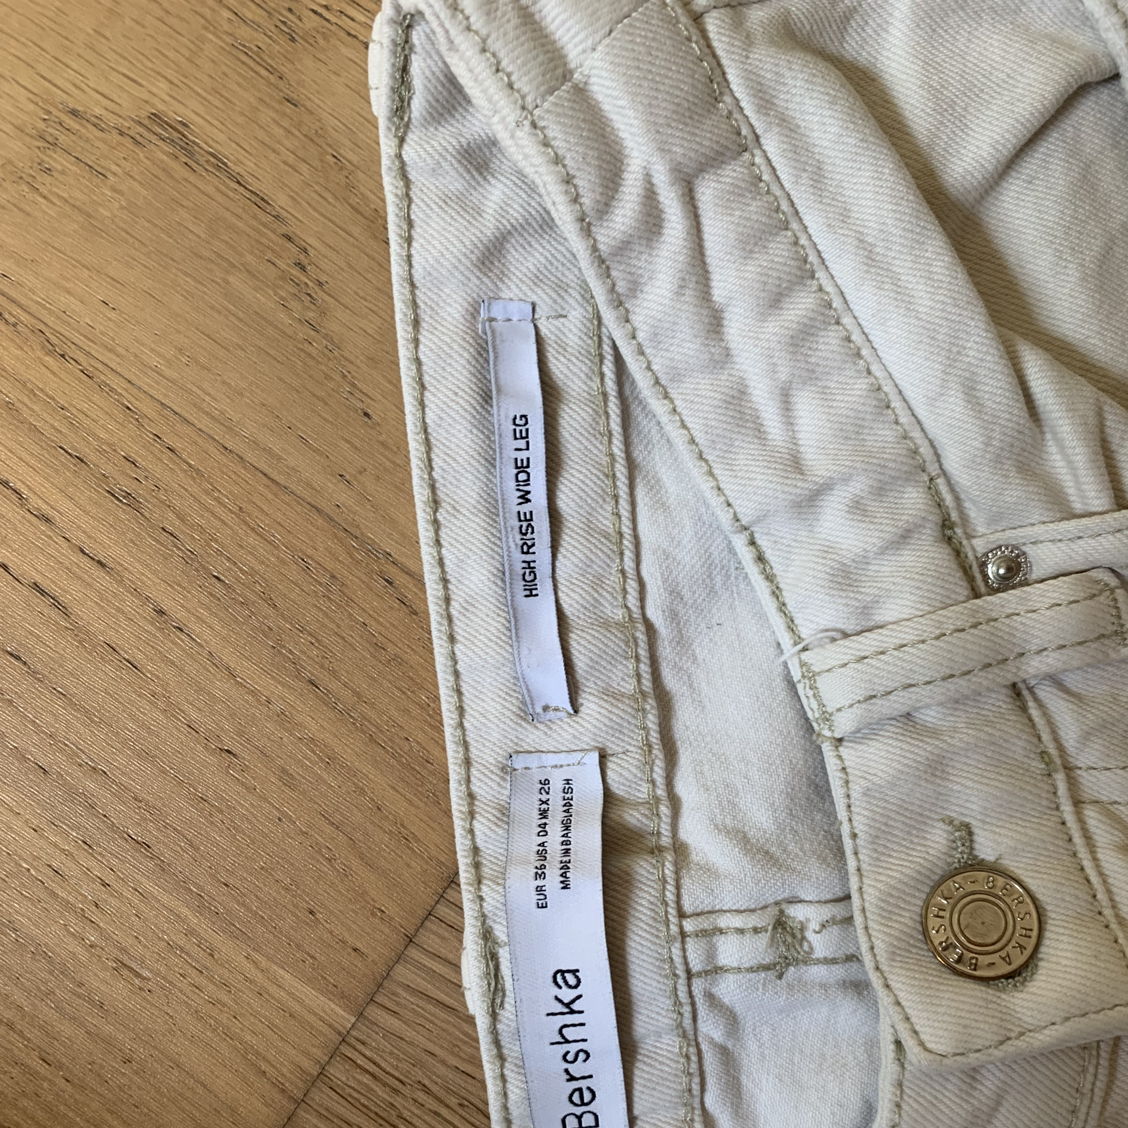 HIGH RISE WIDE LEG
EUR 36 USA 04 MEX 26
MADE IN BANGLADESH
Bershka
BERSHKA-BERSHKA-